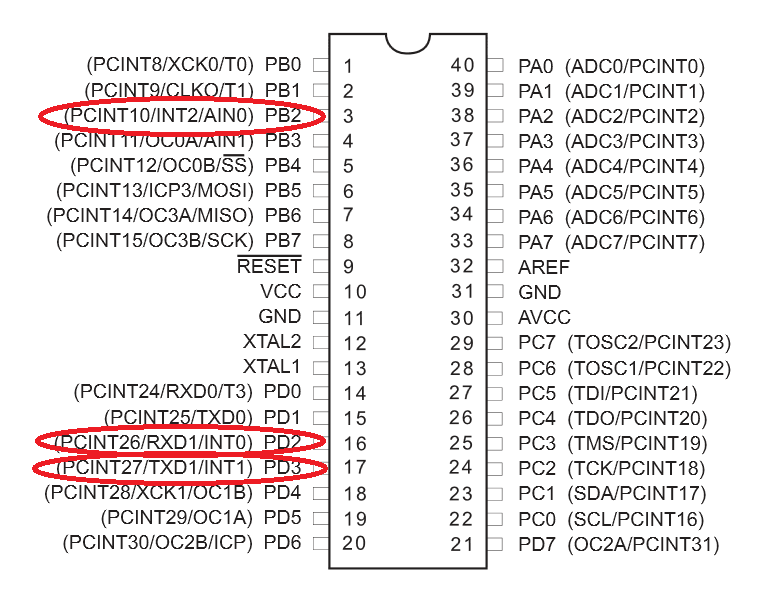 (PCINT8/XCK0/T0) PB0 1 40 PA0 (ADC0/PCINT0)
(PCINT9/CLKO/T1) PB1 2 39 PA1 (ADC1/PCINT1)
(PCINT10/INT2/AIN0) PB2 3 38 PA2 (ADC2/PCINT2)
(PCINT11/OC0A/AIN1) PB3 4 37 PA3 (ADC3/PCINT3)
(PCINT12/OC0B/SS) PB4 5 36 PA4 (ADC4/PCINT4)
(PCINT13/ICP3/MOSI) PB5 6 35 PA5 (ADC5/PCINT5)
(PCINT14/OC3A/MISO) PB6 7 34 PA6 (ADC6/PCINT6)
(PCINT15/OC3B/SCK) PB7 8 33 PA7 (ADC7/PCINT7)
RESET 9 32 AREF
VCC 10 31 GND
GND 11 30 AVCC
XTAL2 12 29 PC7 (TOSC2/PCINT23)
XTAL1 13 28 PC6 (TOSC1/PCINT22)
(PCINT24/RXD0/T3) PD0 14 27 PC5 (TDI/PCINT21)
(PCINT25/TXD0) PD1 15 26 PC4 (TDO/PCINT20)
(PCINT26/RXD1/INT0) PD2 16 25 PC3 (TMS/PCINT19)
(PCINT27/TXD1/INT1) PD3 17 24 PC2 (TCK/PCINT18)
(PCINT28/XCK1/OC1B) PD4 18 23 PC1 (SDA/PCINT17)
(PCINT29/OC1A) PD5 19 22 PC0 (SCL/PCINT16)
(PCINT30/OC2B/ICP) PD6 20 21 PD7 (OC2A/PCINT31)